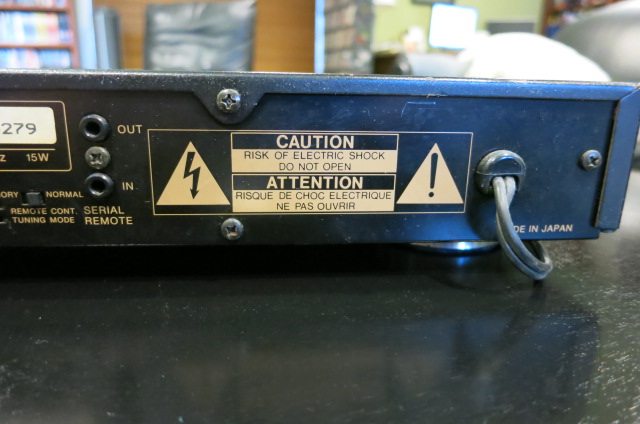 279
z 15W
OUT
IN
ORY NORMAL
REMOTE CONT.
TUNING MODE
SERIAL
REMOTE
CAUTION
RISK OF ELECTRIC SHOCK
DO NOT OPEN
ATTENTION
RISQUE DE CHOC ELECTRIQUE
NE PAS OUVRIR
DE IN JAPAN